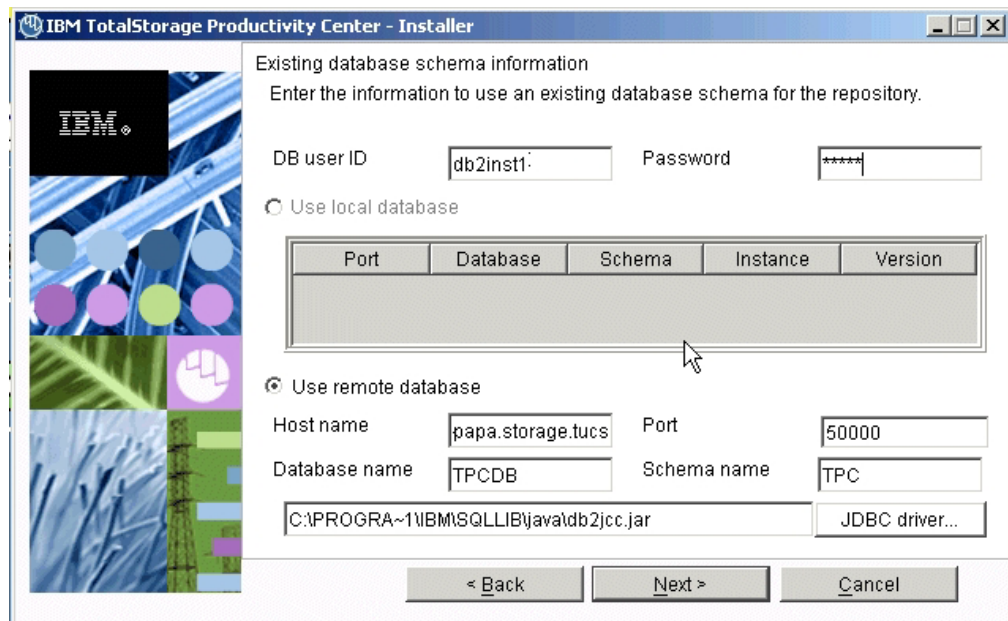 IBM TotalStorage Productivity Center - Installer
IBM®
Existing database schema information
Enter the information to use an existing database schema for the repository.
DB user ID db2inst1 Password *****
Use local database
Port Database Schema Instance Version
Use remote database
Host name papa.storage.tucs Port 50000
Database name TPCDB Schema name TPC
C:\PROGRA~1\IBM\SQLLIB\java\db2jcc.jar JDBC driver...
< Back Next > Cancel